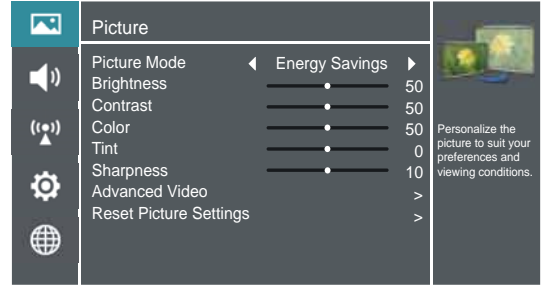 Picture
Picture Mode Energy Savings
Brightness 50
Contrast 50
Color 50
Tint 0
Sharpness 10
Advanced Video >
Reset Picture Settings >
Personalize the
picture to suit your
preferences and
viewing conditions.